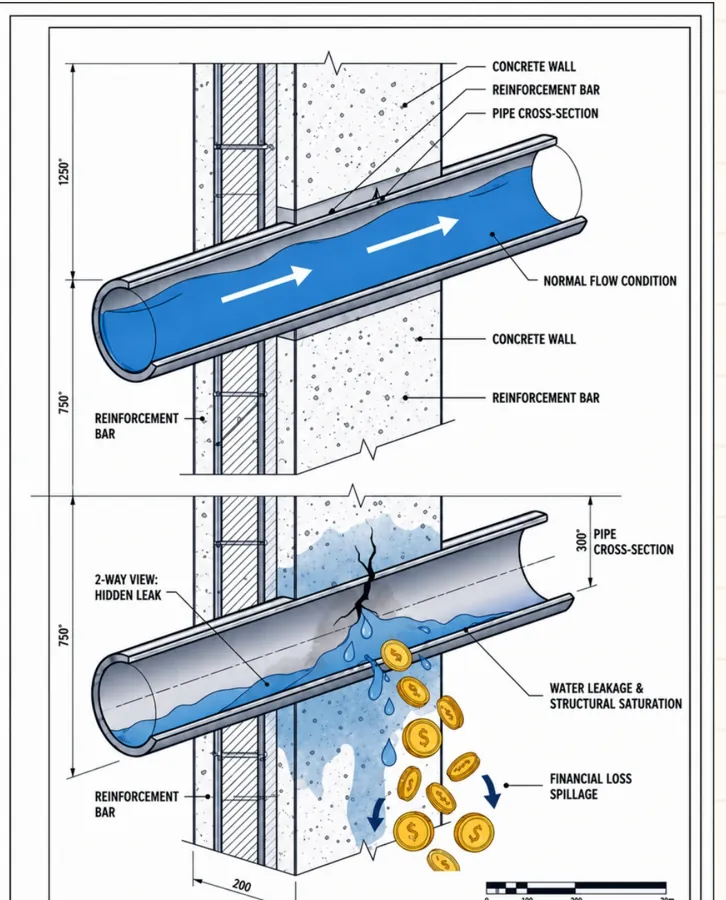 CONCRETE WALL
REINFORCEMENT BAR
PIPE CROSS-SECTION
1250°
NORMAL FLOW CONDITION
CONCRETE WALL
750°
REINFORCEMENT BAR
REINFORCEMENT
BAR
300°
PIPE
CROSS-SECTION
2-WAY VIEW:
HIDDEN LEAK
750°
WATER LEAKAGE &
STRUCTURAL SATURATION
FINANCIAL LOSS
SPILLAGE
REINFORCEMENT
BAR
200